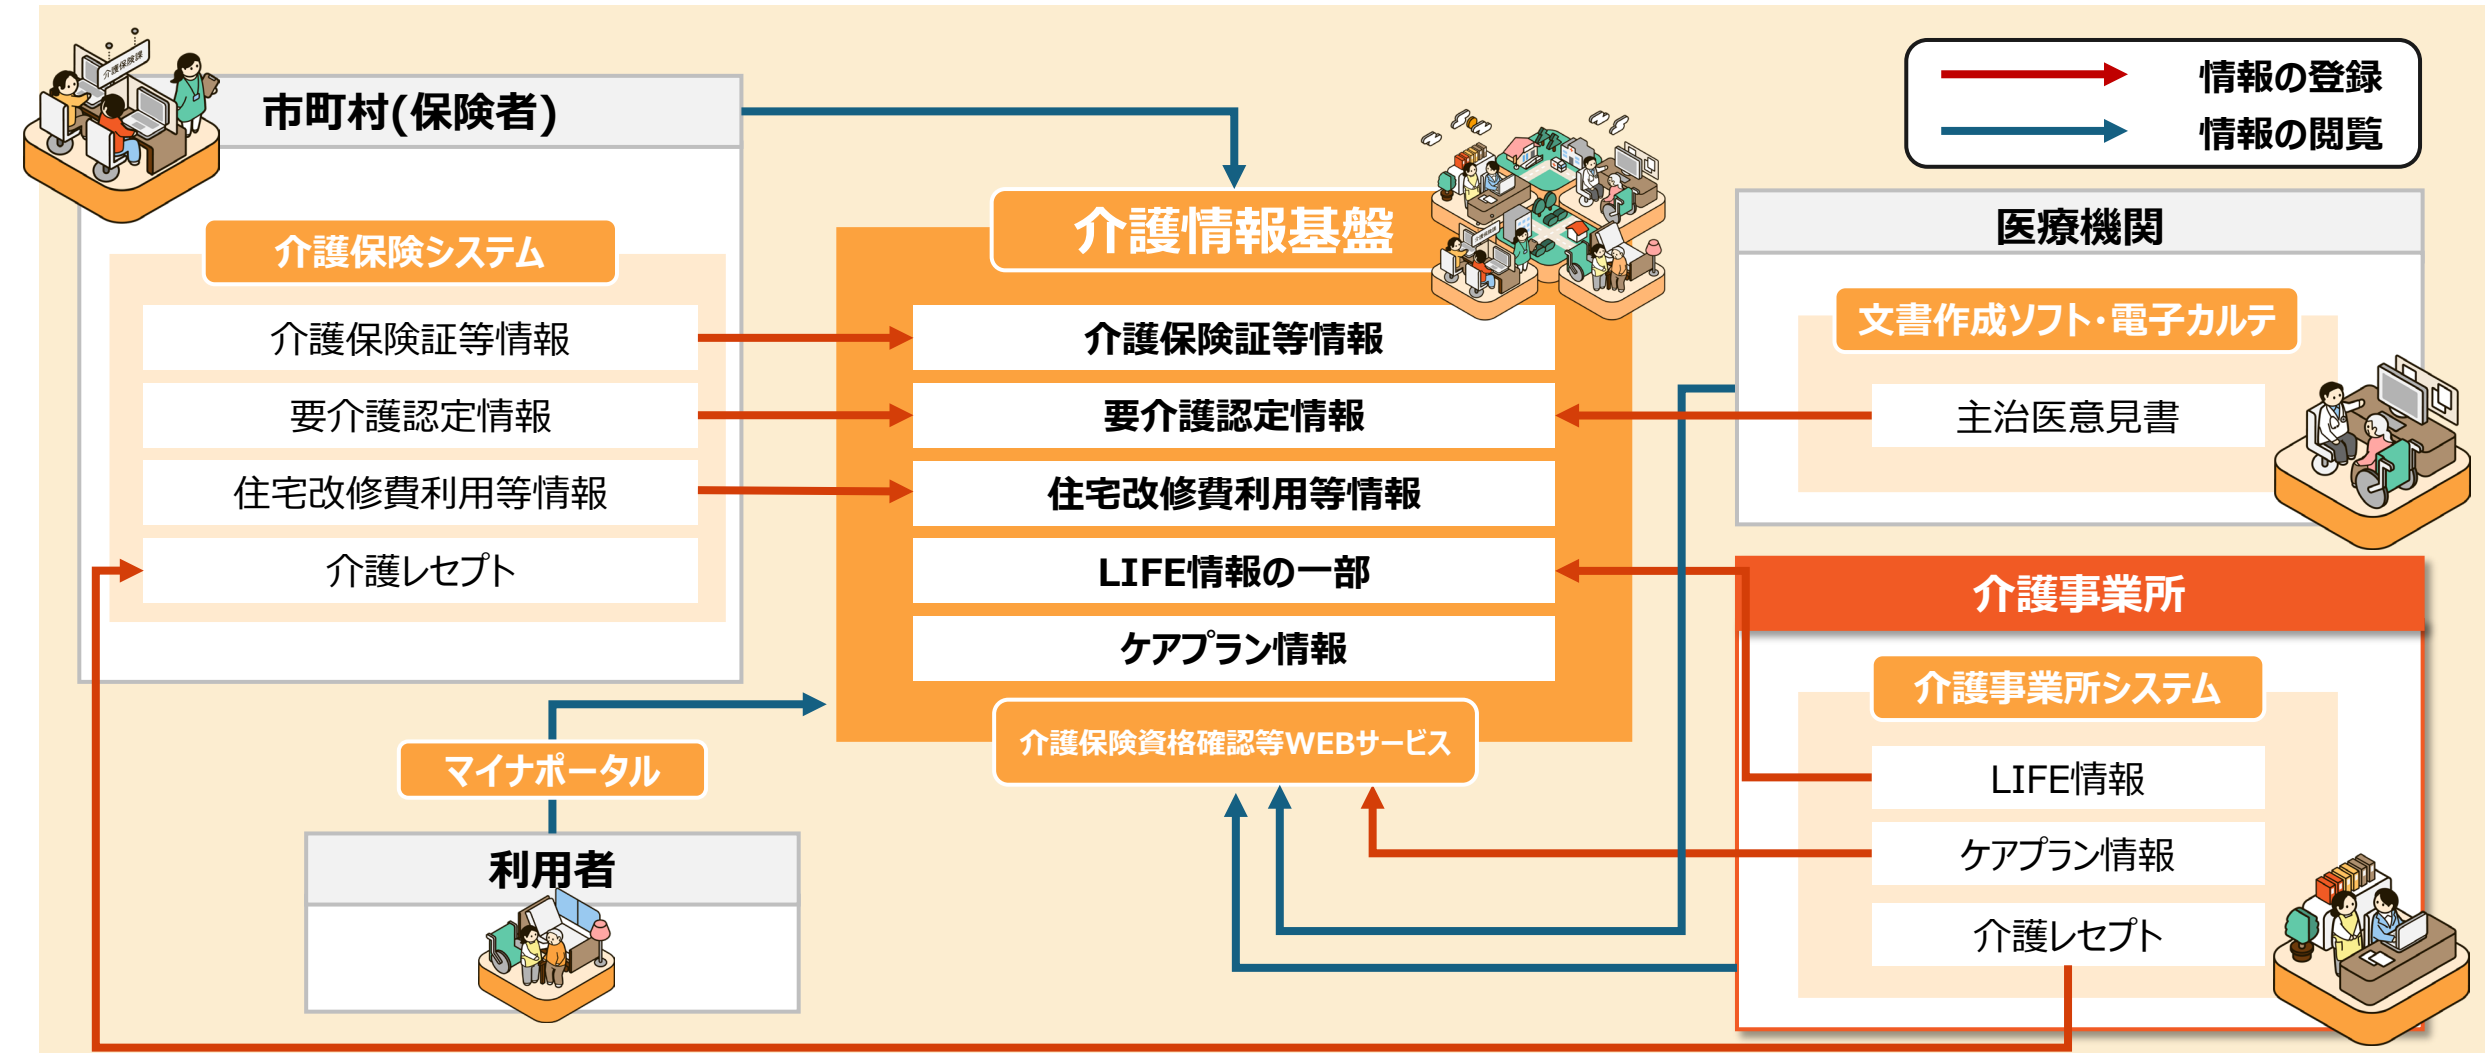 介護保険課
市町村(保険者)
介護保険システム
介護保険証等情報
要介護認定情報
住宅改修費利用等情報
介護レセプト
マイナポータル
利用者
介護情報基盤
介護保険証等情報
要介護認定情報
住宅改修費利用等情報
LIFE情報の一部
ケアプラン情報
介護保険資格確認等WEBサービス
情報の登録
情報の閲覧
医療機関
文書作成ソフト・電子カルテ
主治医意見書
介護事業所
介護事業所システム
LIFE情報
ケアプラン情報
介護レセプト